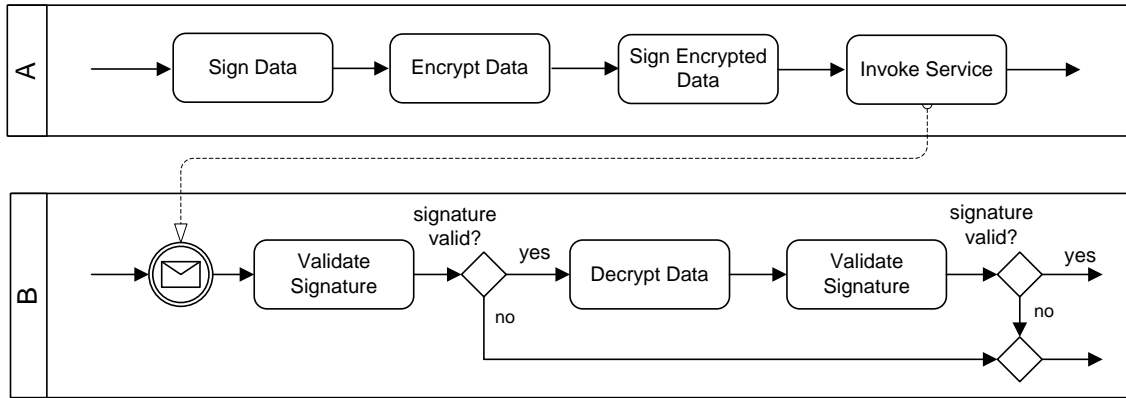 A
Sign Data
Encrypt Data
Sign Encrypted
Data
Invoke Service
B
Validate
Signature
signature
valid?
yes
no
Decrypt Data
Validate
Signature
signature
valid?
yes
no